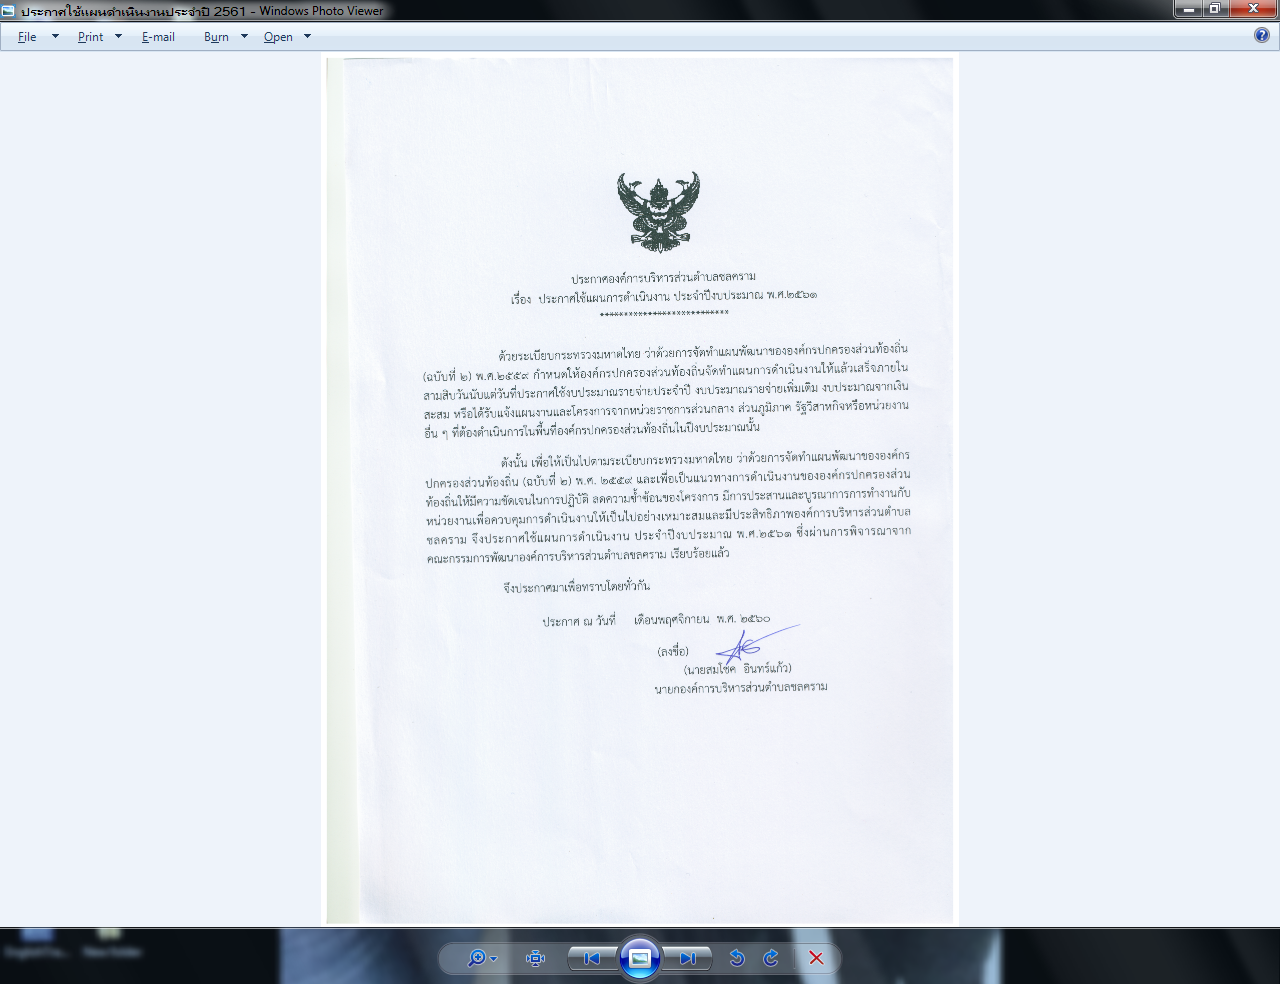 ประกาศใช้แผนดำเนินงานประจำปี 2561 - Windows Photo Viewer
File Print E-mail Burn Open
ประกาศองค์การบริหารส่วนตำบลชลคราม
เรื่อง ประกาศใช้แผนการดำเนินงาน ประจำปีงบประมาณ พ.ศ.๒๕๖๑
***************************
ด้วยระเบียบกระทรวงมหาดไทย ว่าด้วยการจัดทำแผนพัฒนาขององค์กรปกครองส่วนท้องถิ่น
(ฉบับที่ ๒) พ.ศ.๒๕๕๙ กำหนดให้องค์กรปกครองส่วนท้องถิ่นจัดทำแผนการดำเนินงานให้แล้วเสร็จภายใน
สามสิบวันนับแต่วันที่ประกาศใช้งบประมาณรายจ่ายประจำปี งบประมาณรายจ่ายเพิ่มเติม งบประมาณจากเงิน
สะสม หรือได้รับแจ้งแผนงานและโครงการจากหน่วยราชการส่วนกลาง ส่วนภูมิภาค รัฐวิสาหกิจหรือหน่วยงาน
อื่น ๆ ที่ต้องดำเนินการในพื้นที่องค์กรปกครองส่วนท้องถิ่นในปีงบประมาณนั้น
ดังนั้น เพื่อให้เป็นไปตามระเบียบกระทรวงมหาดไทย ว่าด้วยการจัดทำแผนพัฒนาขององค์กร
ปกครองส่วนท้องถิ่น (ฉบับที่ ๒) พ.ศ. ๒๕๕๙ และเพื่อเป็นแนวทางการดำเนินงานขององค์กรปกครองส่วน
ท้องถิ่นให้มีความชัดเจนในการปฏิบัติ ลดความซ้ำซ้อนของโครงการ มีการประสานและบูรณาการการทำงานกับ
หน่วยงานเพื่อควบคุมการดำเนินงานให้เป็นไปอย่างเหมาะสมและมีประสิทธิภาพองค์การบริหารส่วนตำบล
ชลคราม จึงประกาศใช้แผนการดำเนินงาน ประจำปีงบประมาณ พ.ศ.๒๕๖๑ ซึ่งผ่านการพิจารณาจาก
คณะกรรมการพัฒนาองค์การบริหารส่วนตำบลชลคราม เรียบร้อยแล้ว
จึงประกาศมาเพื่อทราบโดยทั่วกัน
ประกาศ ณ วันที่ เดือนพฤศจิกายน พ.ศ. ๒๕๖๐
(ลงชื่อ)
(นายสมโชค อินทร์แก้ว)
นายกองค์การบริหารส่วนตำบลชลคราม
New folder